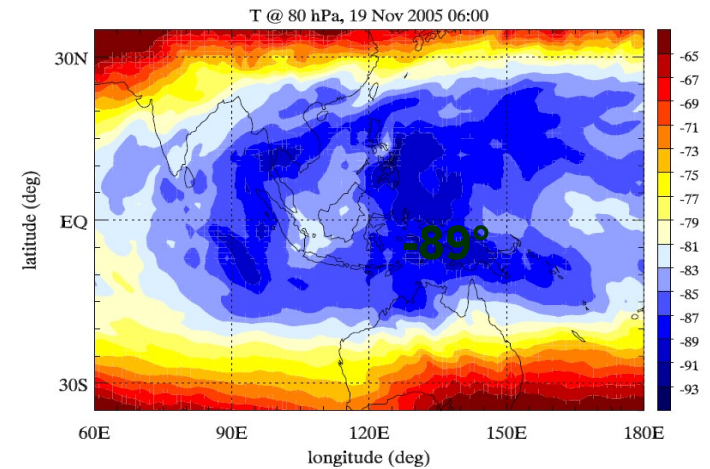 T @ 80 hPa, 19 Nov 2005 06:00
latitude (deg)
30N
EQ
30S
-89°
60E 90E 120E 150E 180E
longitude (deg)
-65
-67
-69
-71
-73
-75
-77
-79
-81
-83
-85
-87
-89
-91
-93